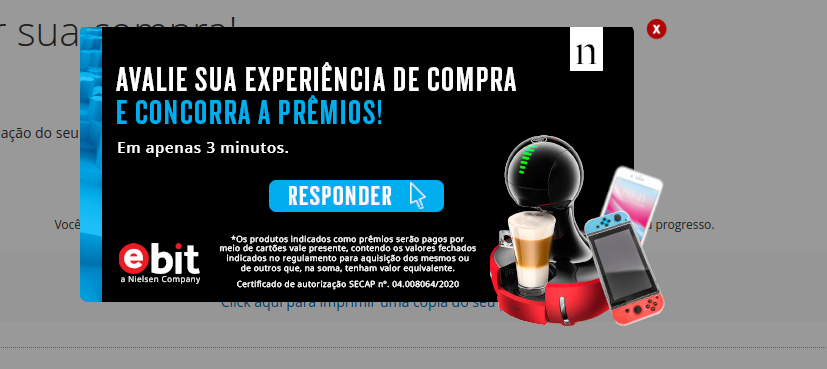 r sua compra!
x
n
AVALIE SUA EXPERIÊNCIA DE COMPRA
E CONCORRA A PRÊMIOS!
ação do seu
Em apenas 3 minutos.
RESPONDER
Você
progresso.
*Os produtos indicados como prêmios serão pagos por
meio de cartões vale presente, contendo os valores fechados
indicados no regulamento para aquisição dos mesmos ou
de outros que, na soma, tenham valor equivalente.
Certificado de autorização SECAP nº. 04.008064/2020
ebit
a Nielsen Company
Click aqui para imprimir uma cópia do seu